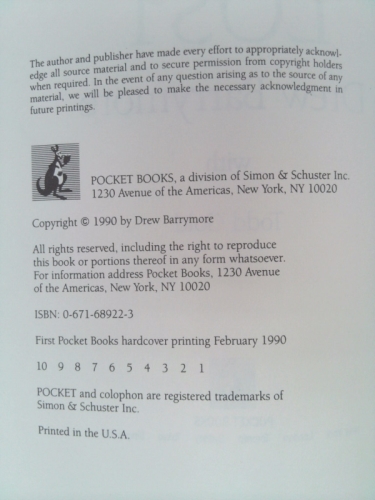 The author and publisher have made every effort to appropriately acknowl-
edge all source material and to secure permission from copyright holders
when required. In the event of any question arising as to the source of any
material, we will be pleased to make the necessary acknowledgment in
future printings.
POCKET BOOKS, a division of Simon & Schuster Inc.
1230 Avenue of the Americas, New York, NY 10020
Copyright © 1990 by Drew Barrymore
All rights reserved, including the right to reproduce
this book or portions thereof in any form whatsoever.
For information address Pocket Books, 1230 Avenue
of the Americas, New York, NY 10020
ISBN: 0-671-68922-3
First Pocket Books hardcover printing February 1990
10 9 8 7 6 5 4 3 2 1
POCKET and colophon are registered trademarks of
Simon & Schuster Inc.
Printed in the U.S.A.